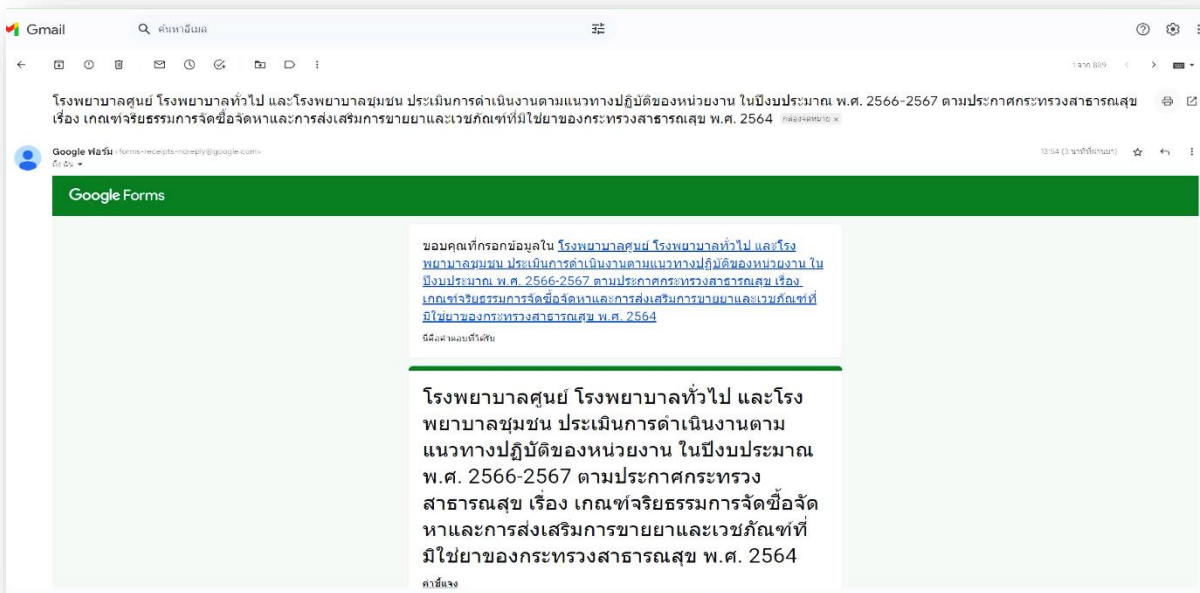 Gmail
ค้นหาอีเมล
1 จาก 889
โรงพยาบาลศูนย์ โรงพยาบาลทั่วไป และโรงพยาบาลชุมชน ประเมินการดำเนินงานตามแนวทางปฏิบัติของหน่วยงาน ในปีงบประมาณ พ.ศ. 2566-2567 ตามประกาศกระทรวงสาธารณสุข
เรื่อง เกณฑ์จริยธรรมการจัดซื้อจัดหาและการส่งเสริมการขายยาและเวชภัณฑ์ที่มิใช่ยาของกระทรวงสาธารณสุข พ.ศ. 2564 กล่องจดหมาย x
Google ฟอร์ม <forms-receipts-noreply@google.com>
13:54 (3 นาทีที่ผ่านมา)
ถึง ฉัน
Google Forms
ขอบคุณที่กรอกข้อมูลใน โรงพยาบาลศูนย์ โรงพยาบาลทั่วไป และโรง
พยาบาลชุมชน ประเมินการดำเนินงานตามแนวทางปฏิบัติของหน่วยงาน ใน
ปีงบประมาณ พ.ศ. 2566-2567 ตามประกาศกระทรวงสาธารณสุข เรื่อง
เกณฑ์จริยธรรมการจัดซื้อจัดหาและการส่งเสริมการขายยาและเวชภัณฑ์ที่
มิใช่ยาของกระทรวงสาธารณสุข พ.ศ. 2564
นี่คือคำตอบที่ได้รับ
โรงพยาบาลศูนย์ โรงพยาบาลทั่วไป และโรง
พยาบาลชุมชน ประเมินการดำเนินงานตาม
แนวทางปฏิบัติของหน่วยงาน ในปีงบประมาณ
พ.ศ. 2566-2567 ตามประกาศกระทรวง
สาธารณสุข เรื่อง เกณฑ์จริยธรรมการจัดซื้อจัด
หาและการส่งเสริมการขายยาและเวชภัณฑ์ที่
มิใช่ยาของกระทรวงสาธารณสุข พ.ศ. 2564
คำชี้แจง